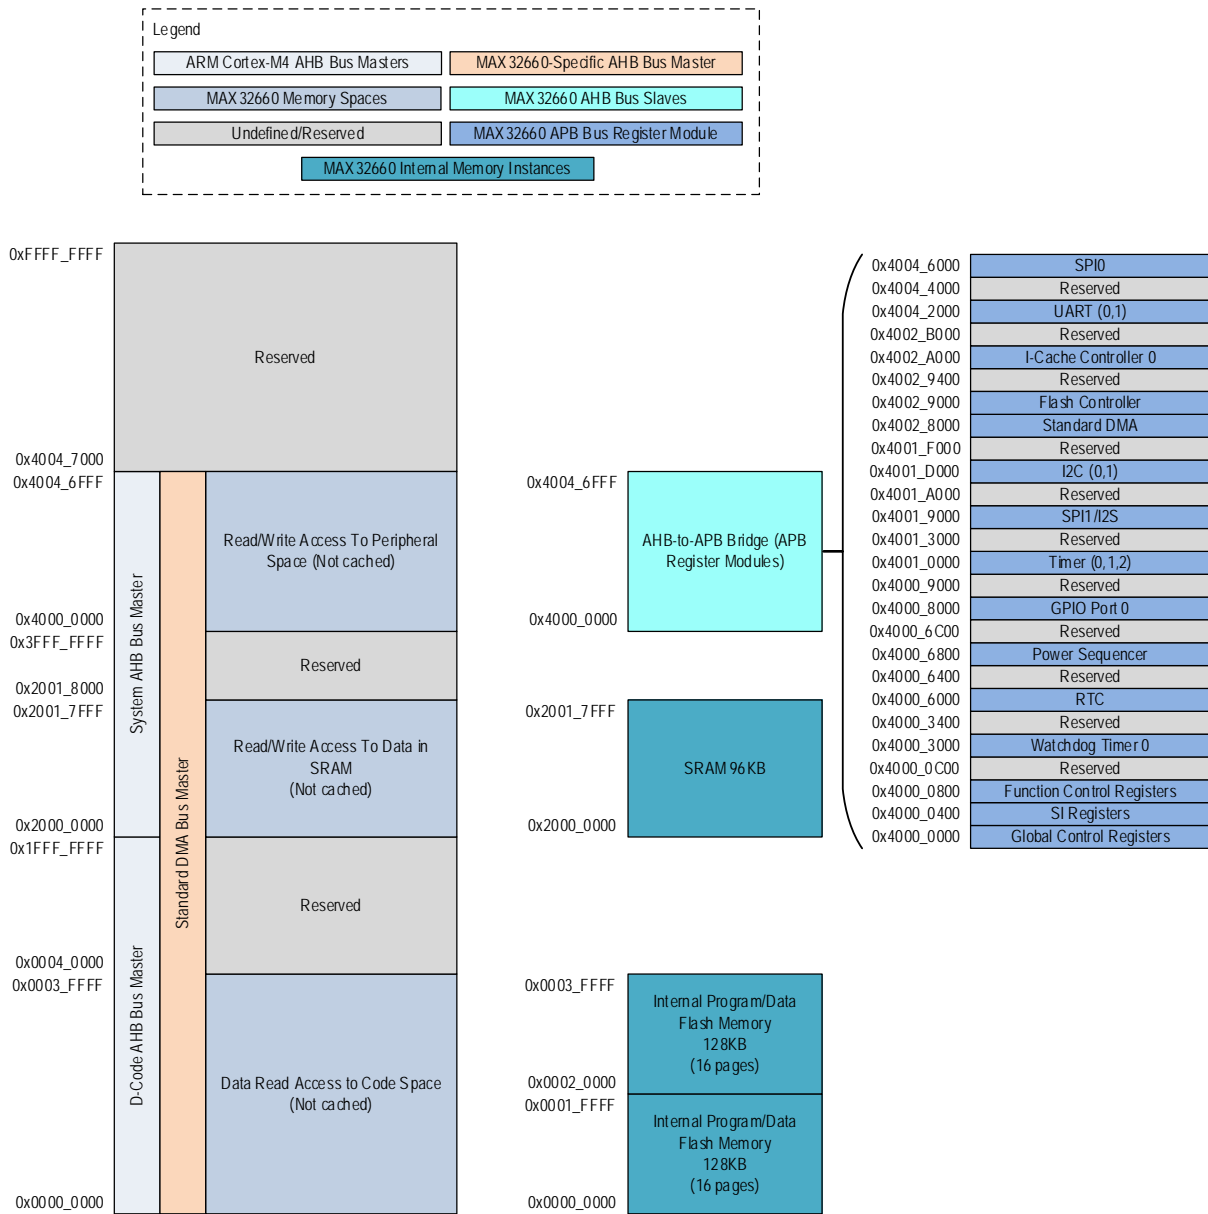 Legend
ARM Cortex-M4 AHB Bus Masters
MAX32660-Specific AHB Bus Master
MAX32660 Memory Spaces
MAX32660 AHB Bus Slaves
Undefined/Reserved
MAX32660 APB Bus Register Module
MAX32660 Internal Memory Instances
0xFFFF_FFFF
0x4004_7000
0x4004_6FFF
0x4000_0000
0x3FFF_FFFF
0x2001_8000
0x2001_7FFF
0x2000_0000
0x1FFF_FFFF
0x0004_0000
0x0003_FFFF
0x0000_0000
System AHB Bus Master
D-Code AHB Bus Master
Standard DMA Bus Master
Reserved
Read/Write Access To Peripheral
Space (Not cached)
Reserved
Read/Write Access To Data in
SRAM
(Not cached)
Reserved
Data Read Access to Code Space
(Not cached)
0x4004_6FFF
AHB-to-APB Bridge (APB
Register Modules)
0x4000_0000
0x2001_7FFF
SRAM 96KB
0x2000_0000
0x0003_FFFF
Internal Program/Data
Flash Memory
128KB
(16 pages)
0x0002_0000
0x0001_FFFF
Internal Program/Data
Flash Memory
128KB
(16 pages)
0x0000_0000
0x4004_6000 SPI0
0x4004_4000 Reserved
0x4004_2000 UART (0,1)
0x4002_B000 Reserved
0x4002_A000 I-Cache Controller 0
0x4002_9400 Reserved
0x4002_9000 Flash Controller
0x4002_8000 Standard DMA
0x4001_F000 Reserved
0x4001_D000 I2C (0,1)
0x4001_A000 Reserved
0x4001_9000 SPI1/I2S
0x4001_3000 Reserved
0x4001_0000 Timer (0,1,2)
0x4000_9000 Reserved
0x4000_8000 GPIO Port 0
0x4000_6C00 Reserved
0x4000_6800 Power Sequencer
0x4000_6400 Reserved
0x4000_6000 RTC
0x4000_3400 Reserved
0x4000_3000 Watchdog Timer 0
0x4000_0C00 Reserved
0x4000_0800 Function Control Registers
0x4000_0400 SI Registers
0x4000_0000 Global Control Registers